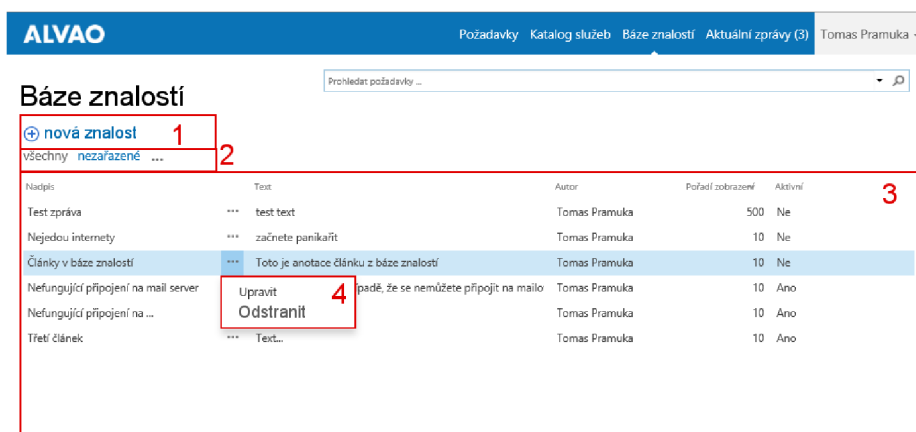 ALVAO Požadavky Katalog služeb Báze znalostí Aktuální zprávy (3) Tomas Pramuka
Prohledat požadavky ...
Báze znalostí
nová znalost 1
všechny nezařazené ... 2
Nadpis Text Autor Pořadí zobrazení Aktivní 3
Test zpráva ... test text Tomas Pramuka 500 Ne
Nejedou internety ... začnete panikařit Tomas Pramuka 10 Ne
Články v báze znalostí ... Toto je anotace článku z báze znalostí Tomas Pramuka 10 Ne
Nefungující připojení na mail server že se nemůžete připojit na mailo Tomas Pramuka 10 Ano
Upravit 4
Nefungující připojení na ... Tomas Pramuka 10 Ano
Odstranit
Třetí článek ... Text... Tomas Pramuka 10 Ano